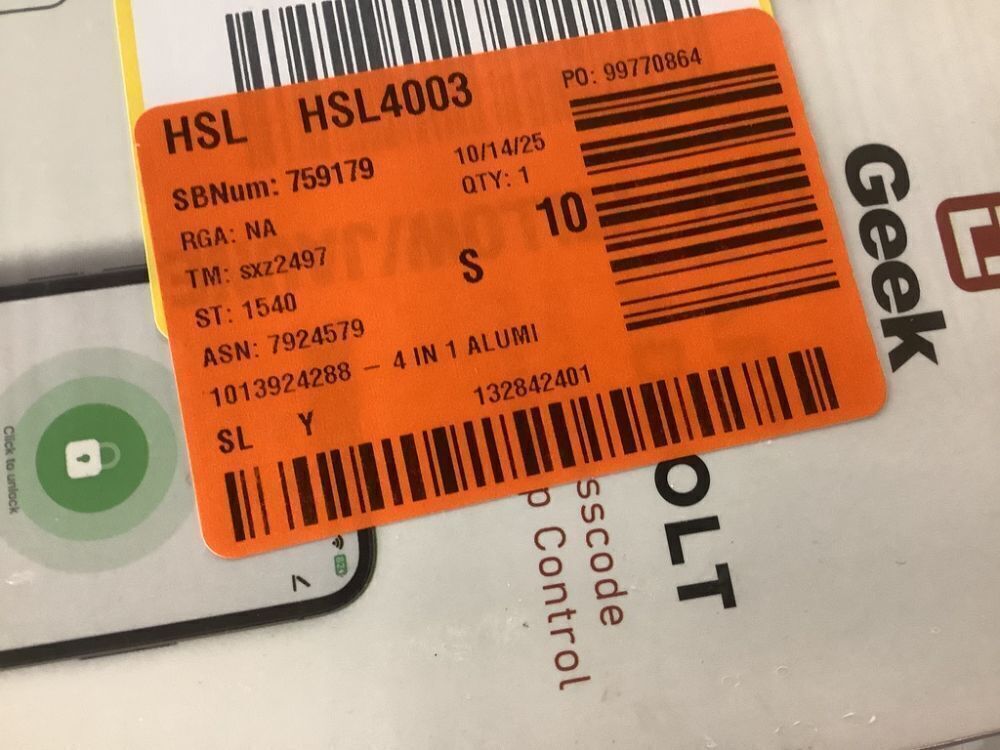 HSL HSL4003
PO: 99770864
SBNum: 759179
10/14/25
RGA: NA
QTY: 1
TM: sxz2497
10
S
ST: 1540
ASN: 7924579
1013924288 - 4 IN 1 ALUMI
132842401
SL Y
Geek
OLT
sscode
p Control
Click to unlock